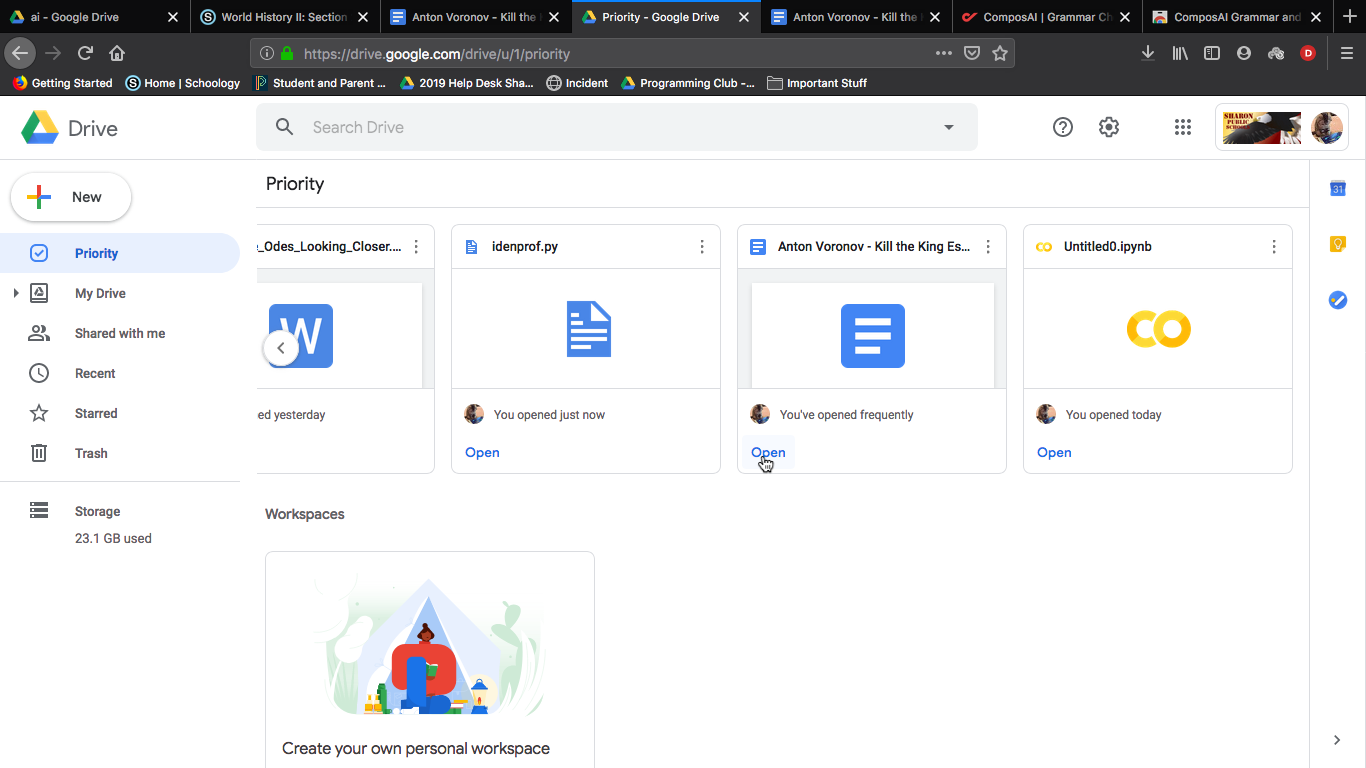 ai - Google Drive
World History II: Section
Anton Voronov - Kill the
Priority - Google Drive
Anton Voronov - Kill the
ComposAI | Grammar Ch
ComposAI Grammar and
https://drive.google.com/drive/u/1/priority
D
Getting Started
Home | Schoology
Student and Parent ...
2019 Help Desk Sha...
Incident
Programming Club -...
Important Stuff
Drive
Search Drive
SHARON
PUBLIC
SCHOOLS
New
Priority
31
Priority
My Drive
Shared with me
Recent
Starred
Trash
Storage
23.1 GB used
e_Odes_Looking_Closer....
W
ed yesterday
idenprof.py
You opened just now
Open
Anton Voronov - Kill the King Es...
You've opened frequently
Open
Untitled0.ipynb
You opened today
Open
Workspaces
Create your own personal workspace